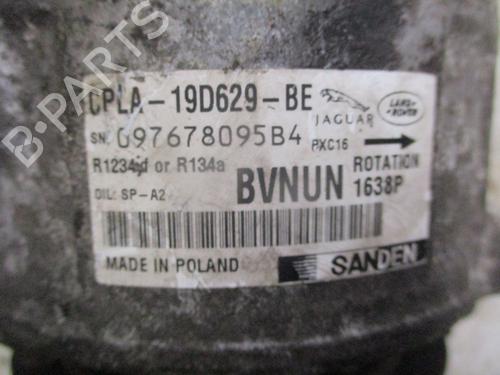 B-PARTS
CPLA-19D629-BE
JAGUAR
LAND-ROVER
SN. G97678095B4 PXC16
R1234yf or R134a ROTATION
OIL: SP-A2 BVNUN 1638P
MADE IN POLAND SANDEN